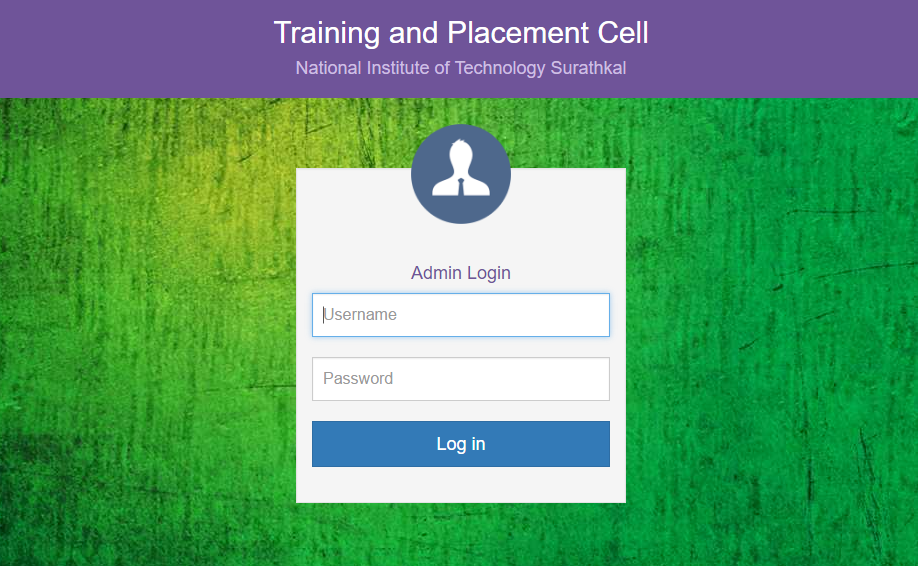 Training and Placement Cell
National Institute of Technology Surathkal
Admin Login
Username
Password
Log in